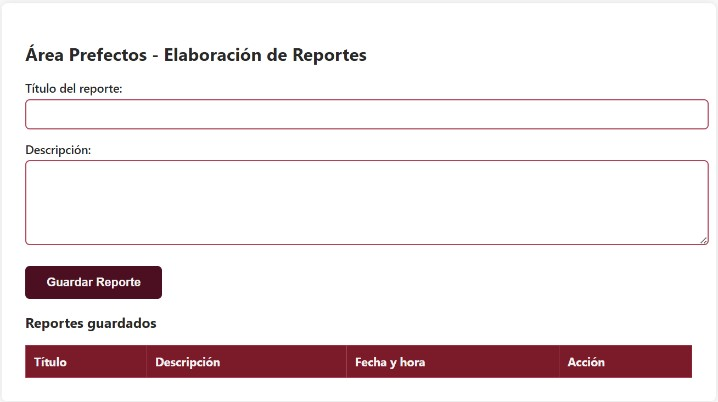 Área Prefectos - Elaboración de Reportes
Título del reporte:
Descripción:
Guardar Reporte
Reportes guardados
Título Descripción Fecha y hora Acción